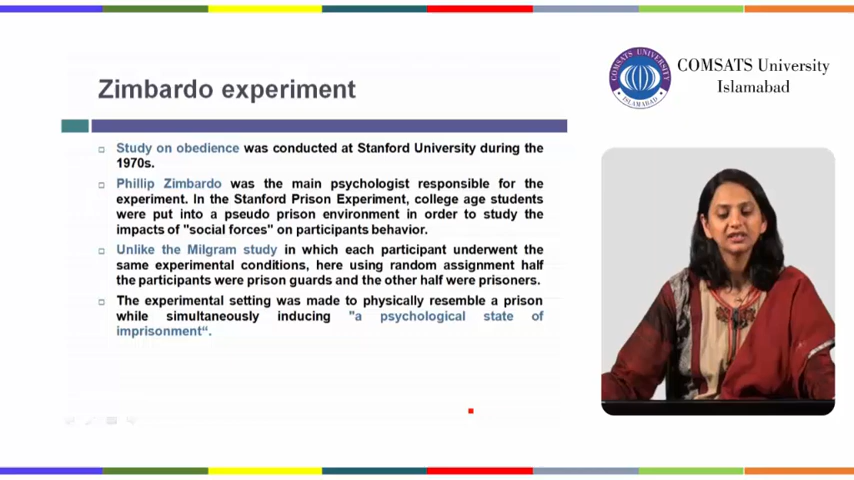 Zimbardo experiment
COMSATS University
Islamabad
COMSATS UNIVERSITY
ISLAMABAD
Study on obedience was conducted at Stanford University during the
1970s.
Phillip Zimbardo was the main psychologist responsible for the
experiment. In the Stanford Prison Experiment, college age students
were put into a pseudo prison environment in order to study the
impacts of "social forces" on participants behavior.
Unlike the Milgram study in which each participant underwent the
same experimental conditions, here using random assignment half
the participants were prison guards and the other half were prisoners.
The experimental setting was made to physically resemble a prison
while simultaneously inducing "a psychological state of
imprisonment“.